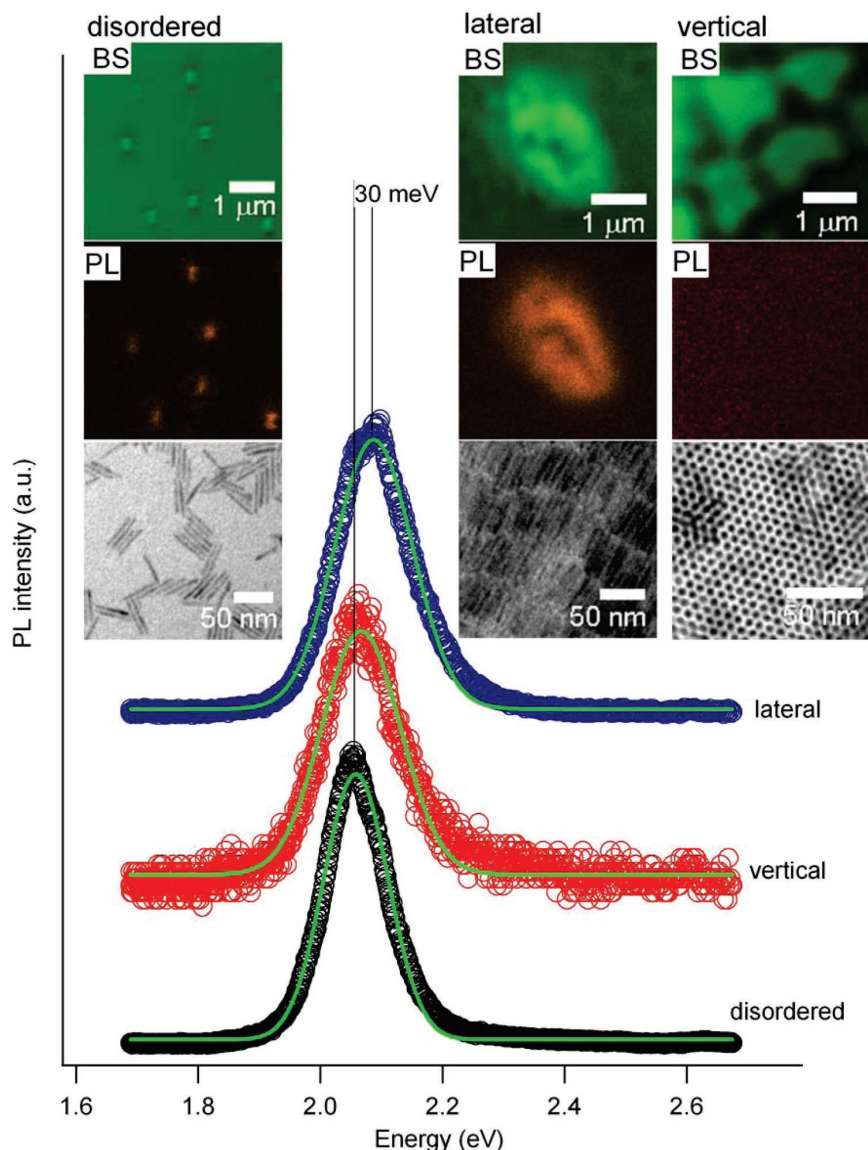 disordered
lateral
vertical
BS
BS
BS
1 μm
1 μm
1 μm
30 meV
PL
PL
PL
50 nm
50 nm
50 nm
PL intensity (a.u.)
lateral
vertical
disordered
1.6 1.8 2.0 2.2 2.4 2.6
Energy (eV)